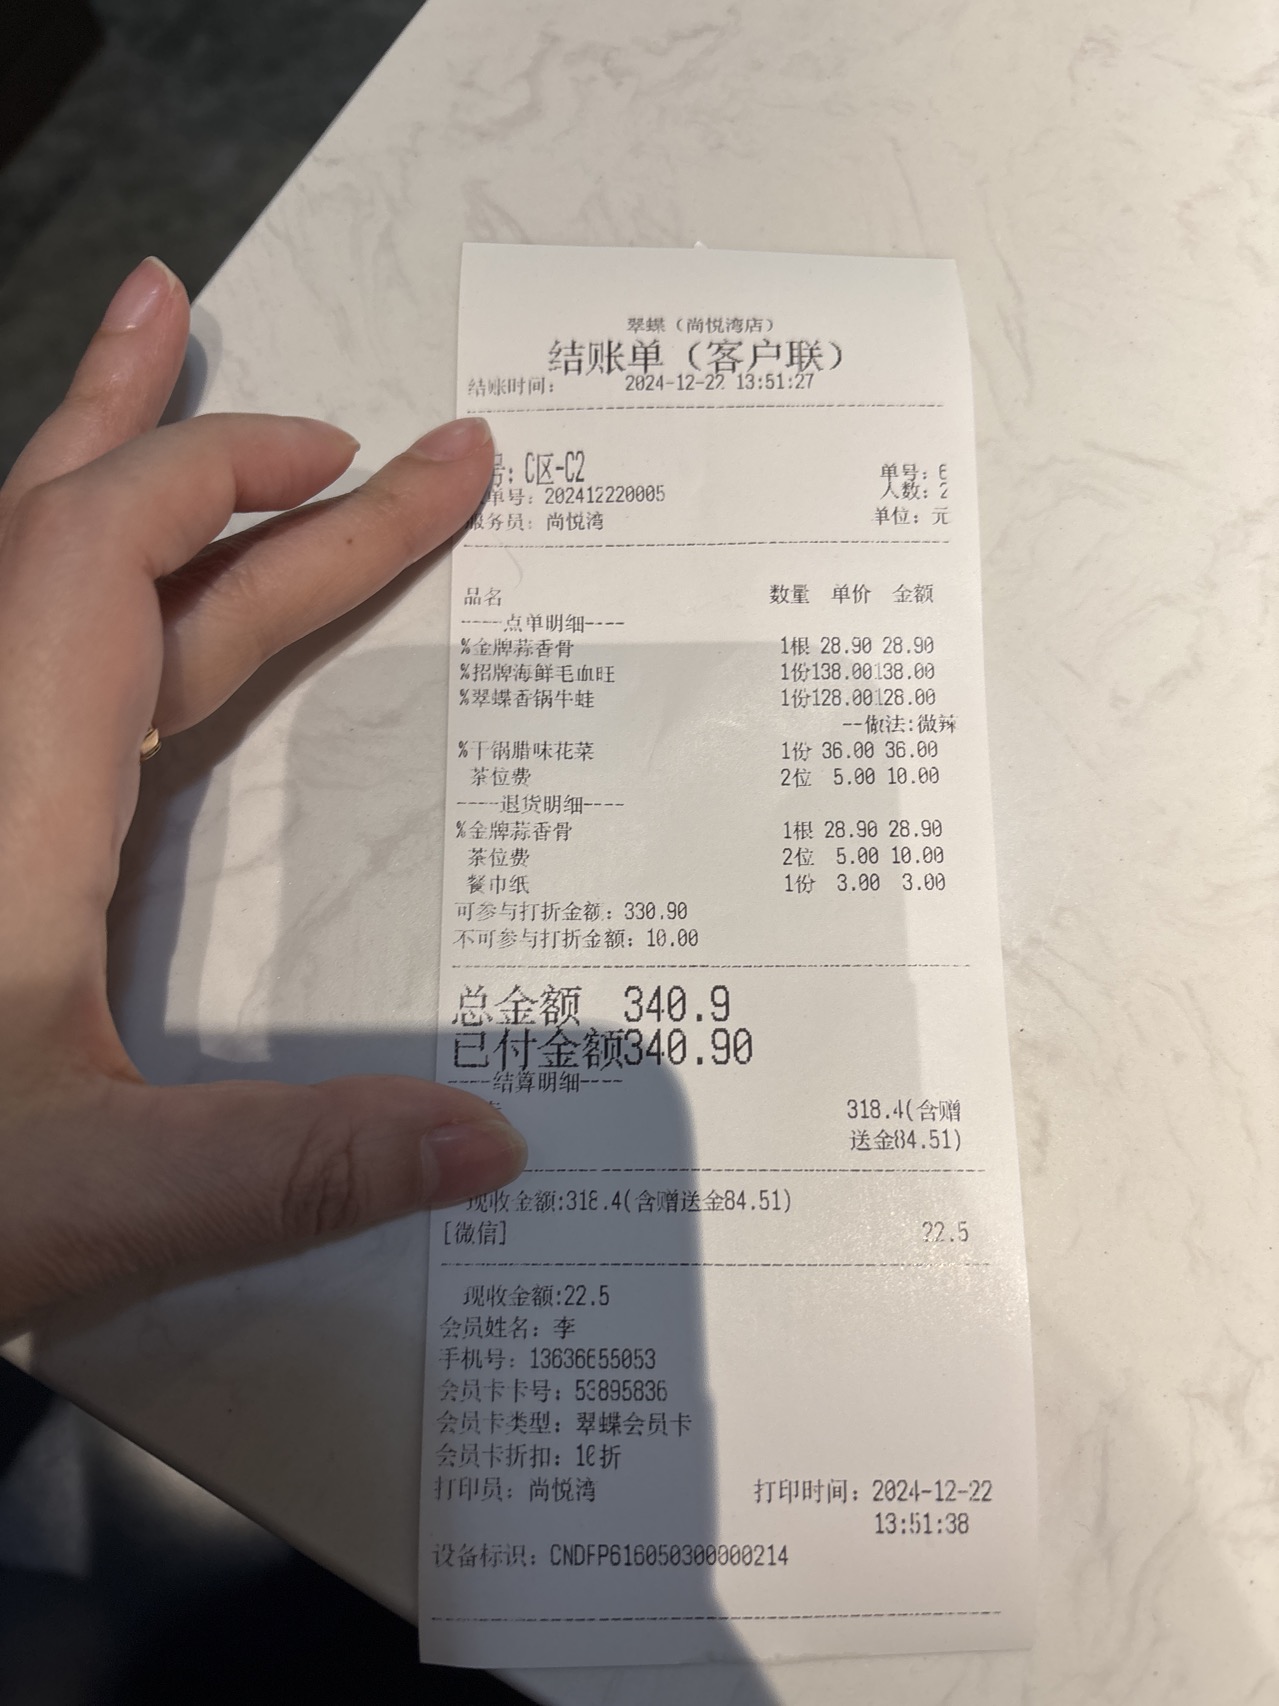 翠蝶（尚悦湾店）
结账单（客户联）
结账时间： 2024-12-22 13:51:27
号：C区-C2 单号：
单号：202412220005 人数：2
服务员：尚悦湾 单位：元
品名 数量 单价 金额
----点单明细----
%金牌蒜香骨 1根 28.90 28.90
%招牌海鲜毛血旺 1份138.00138.00
%翠蝶香锅牛蛙 1份128.00128.00
--做法:微辣
%干锅腊味花菜 1份 36.00 36.00
茶位费 2位 5.00 10.00
----退货明细----
%金牌蒜香骨 1根 28.90 28.90
茶位费 2位 5.00 10.00
餐巾纸 1份 3.00 3.00
可参与打折金额：330.90
不可参与打折金额：10.00
总金额 340.9
已付金额340.90
----结算明细----
318.4(含赠
送金84.51)
现收金额:318.4(含赠送金84.51)
[微信] 22.5
现收金额:22.5
会员姓名：李
手机号：13636655053
会员卡卡号：53895836
会员卡类型：翠蝶会员卡
会员卡折扣：10折
打印员：尚悦湾 打印时间：2024-12-22
13:51:38
设备标识：CNDFP616050300000214